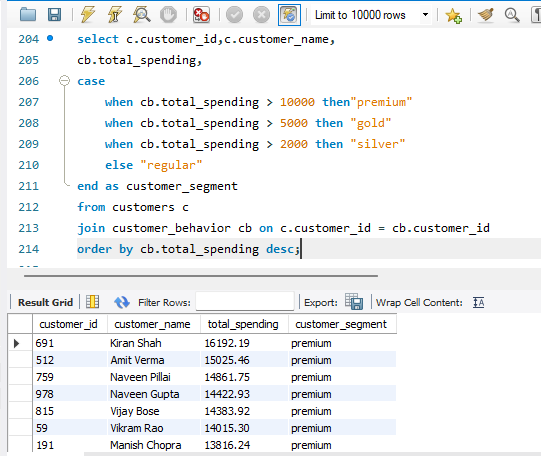 Limit to 10000 rows
204 select c.customer_id,c.customer_name,
205 cb.total_spending,
206 case
207 when cb.total_spending > 10000 then"premium"
208 when cb.total_spending > 5000 then "gold"
209 when cb.total_spending > 2000 then "silver"
210 else "regular"
211 end as customer_segment
212 from customers c
213 join customer_behavior cb on c.customer_id = cb.customer_id
214 order by cb.total_spending desc;
Result Grid Filter Rows: Export: Wrap Cell Content:
customer_id customer_name total_spending customer_segment
691 Kiran Shah 16192.19 premium
512 Amit Verma 15025.46 premium
759 Naveen Pillai 14861.75 premium
978 Naveen Gupta 14422.93 premium
815 Vijay Bose 14383.92 premium
59 Vikram Rao 14015.30 premium
191 Manish Chopra 13816.24 premium